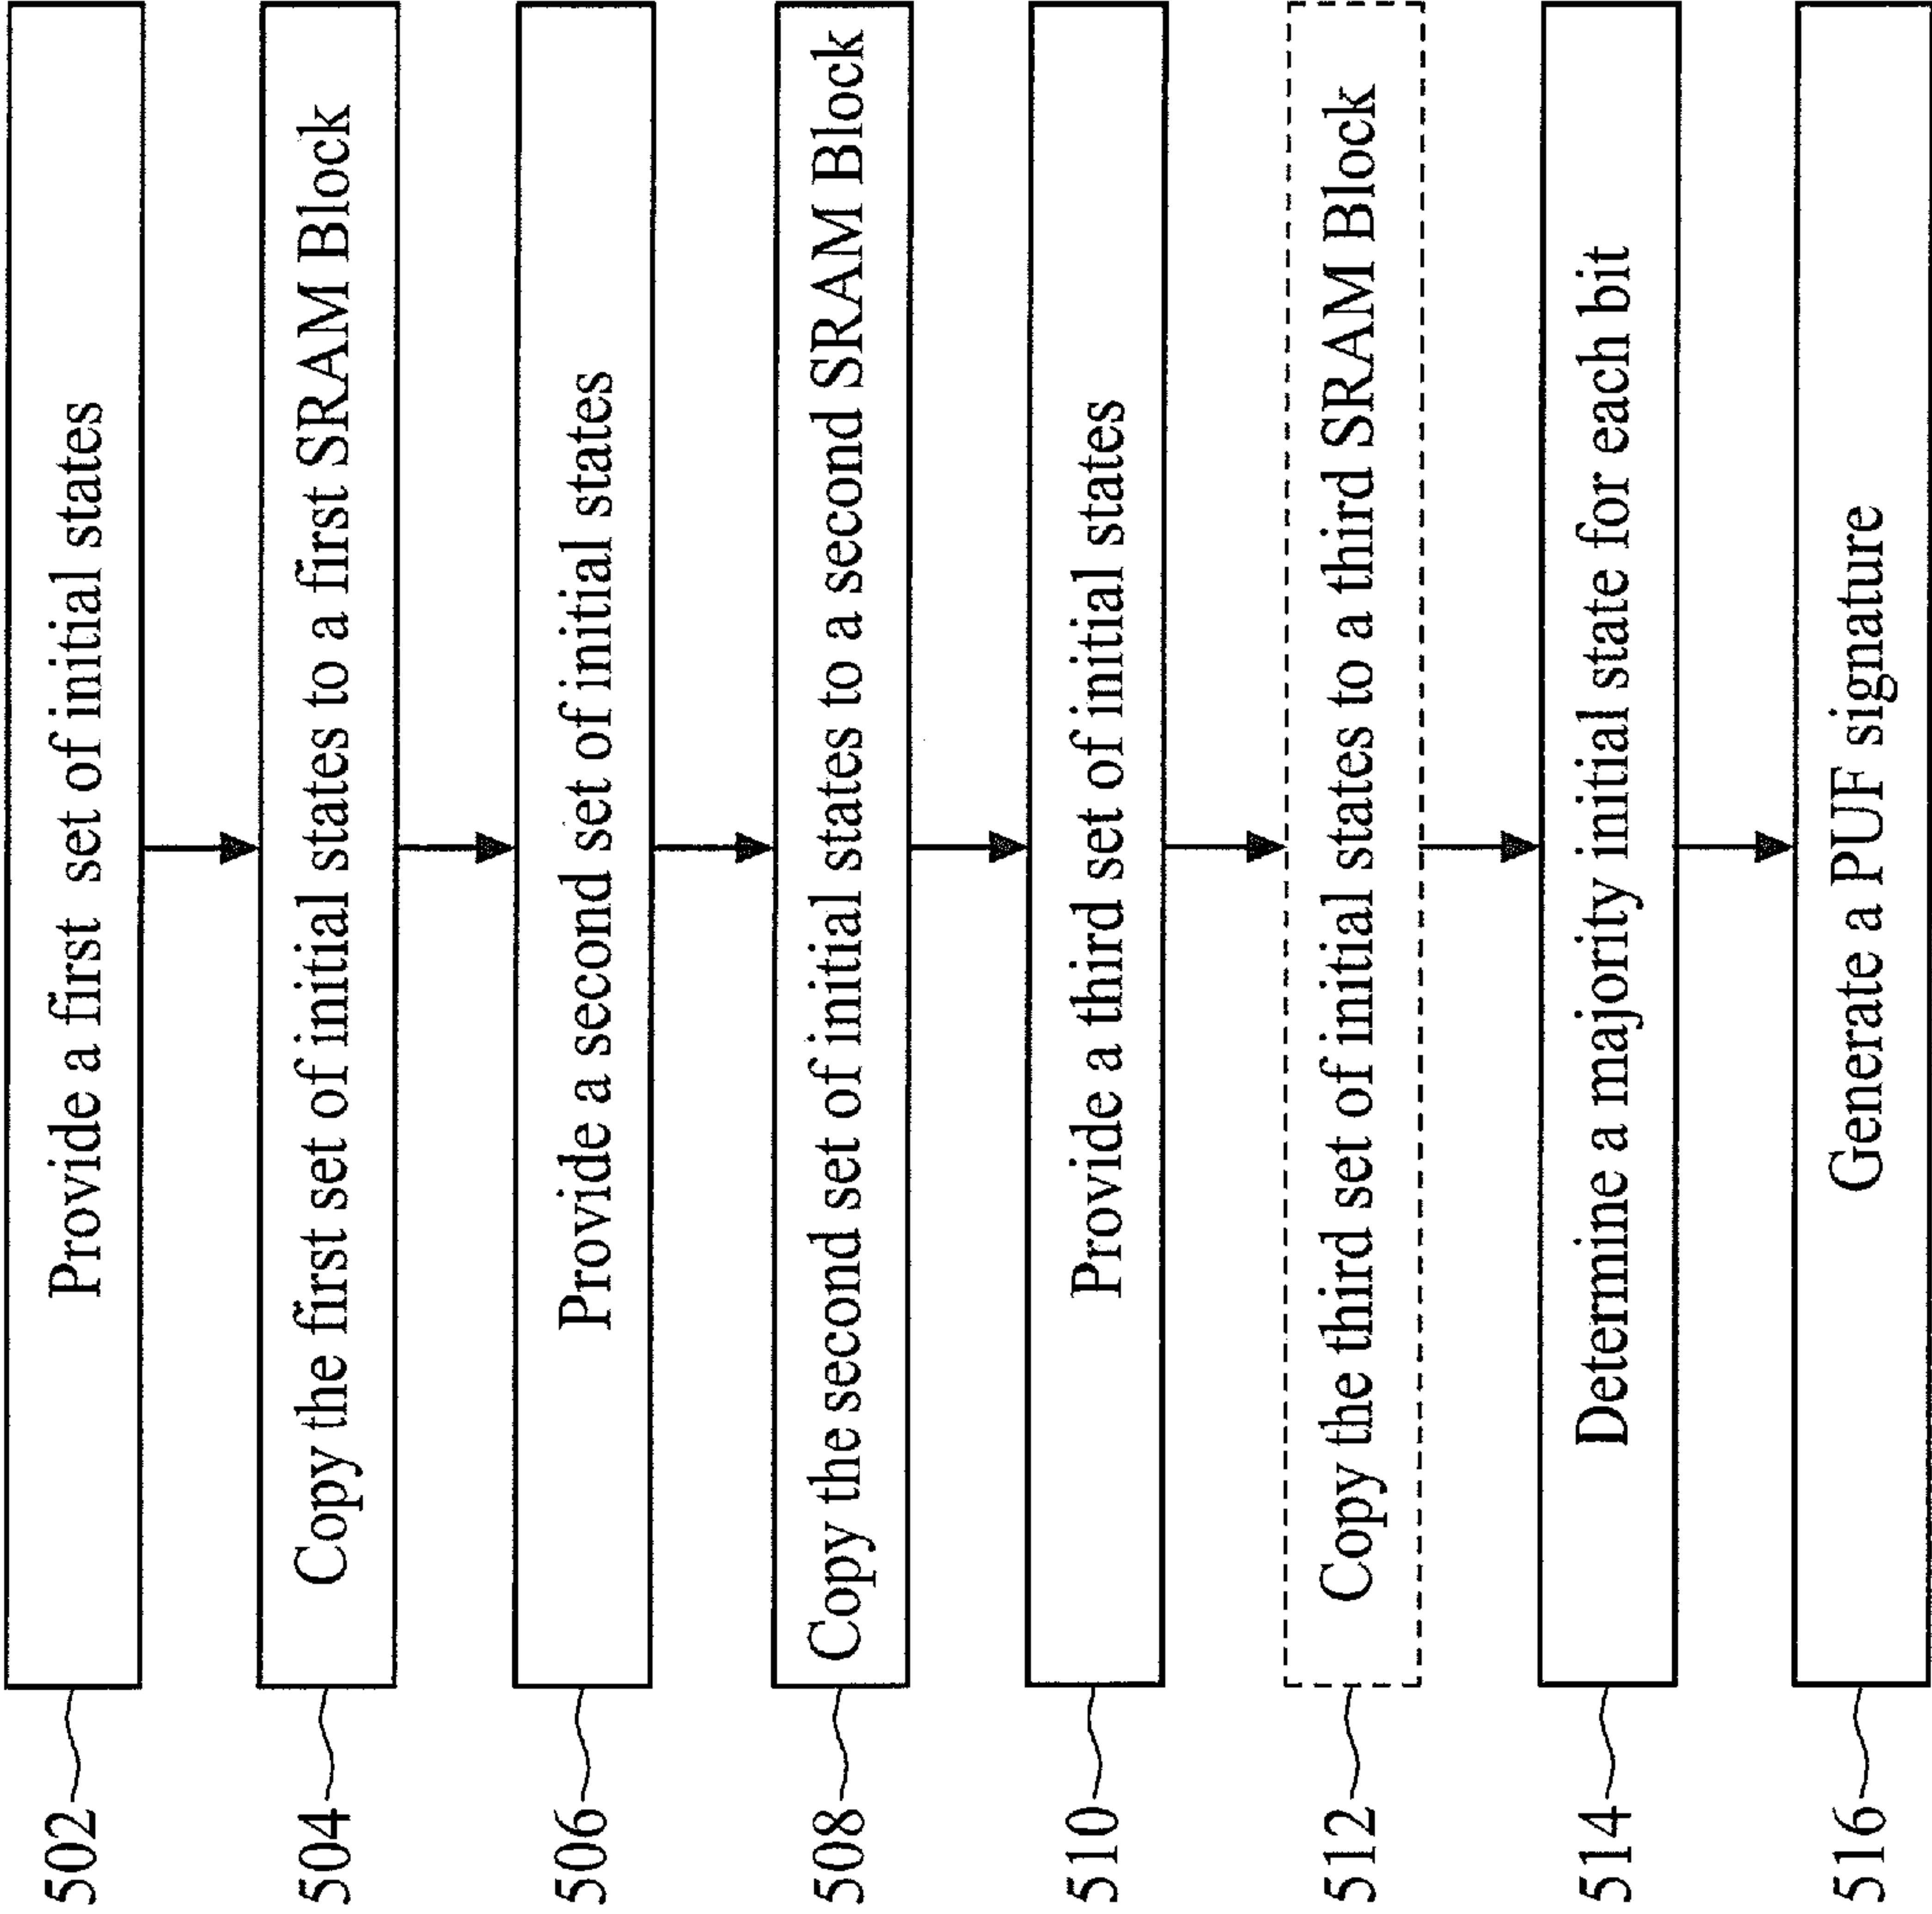 502 Provide a first set of initial states
504 Copy the first set of initial states to a first SRAM Block
506 Provide a second set of initial states
508 Copy the second set of initial states to a second SRAM Block
510 Provide a third set of initial states
512 Copy the third set of initial states to a third SRAM Block
514 Determine a majority initial state for each bit
516 Generate a PUF signature